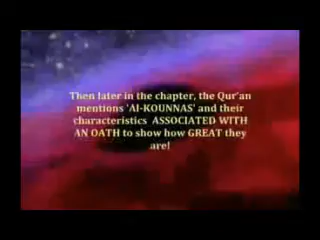 Then later in the chapter, the Qur'an
mentions 'Al-KOUNNAS' and their
characteristics ASSOCIATED WITH
AN OATH to show how GREAT they
are!